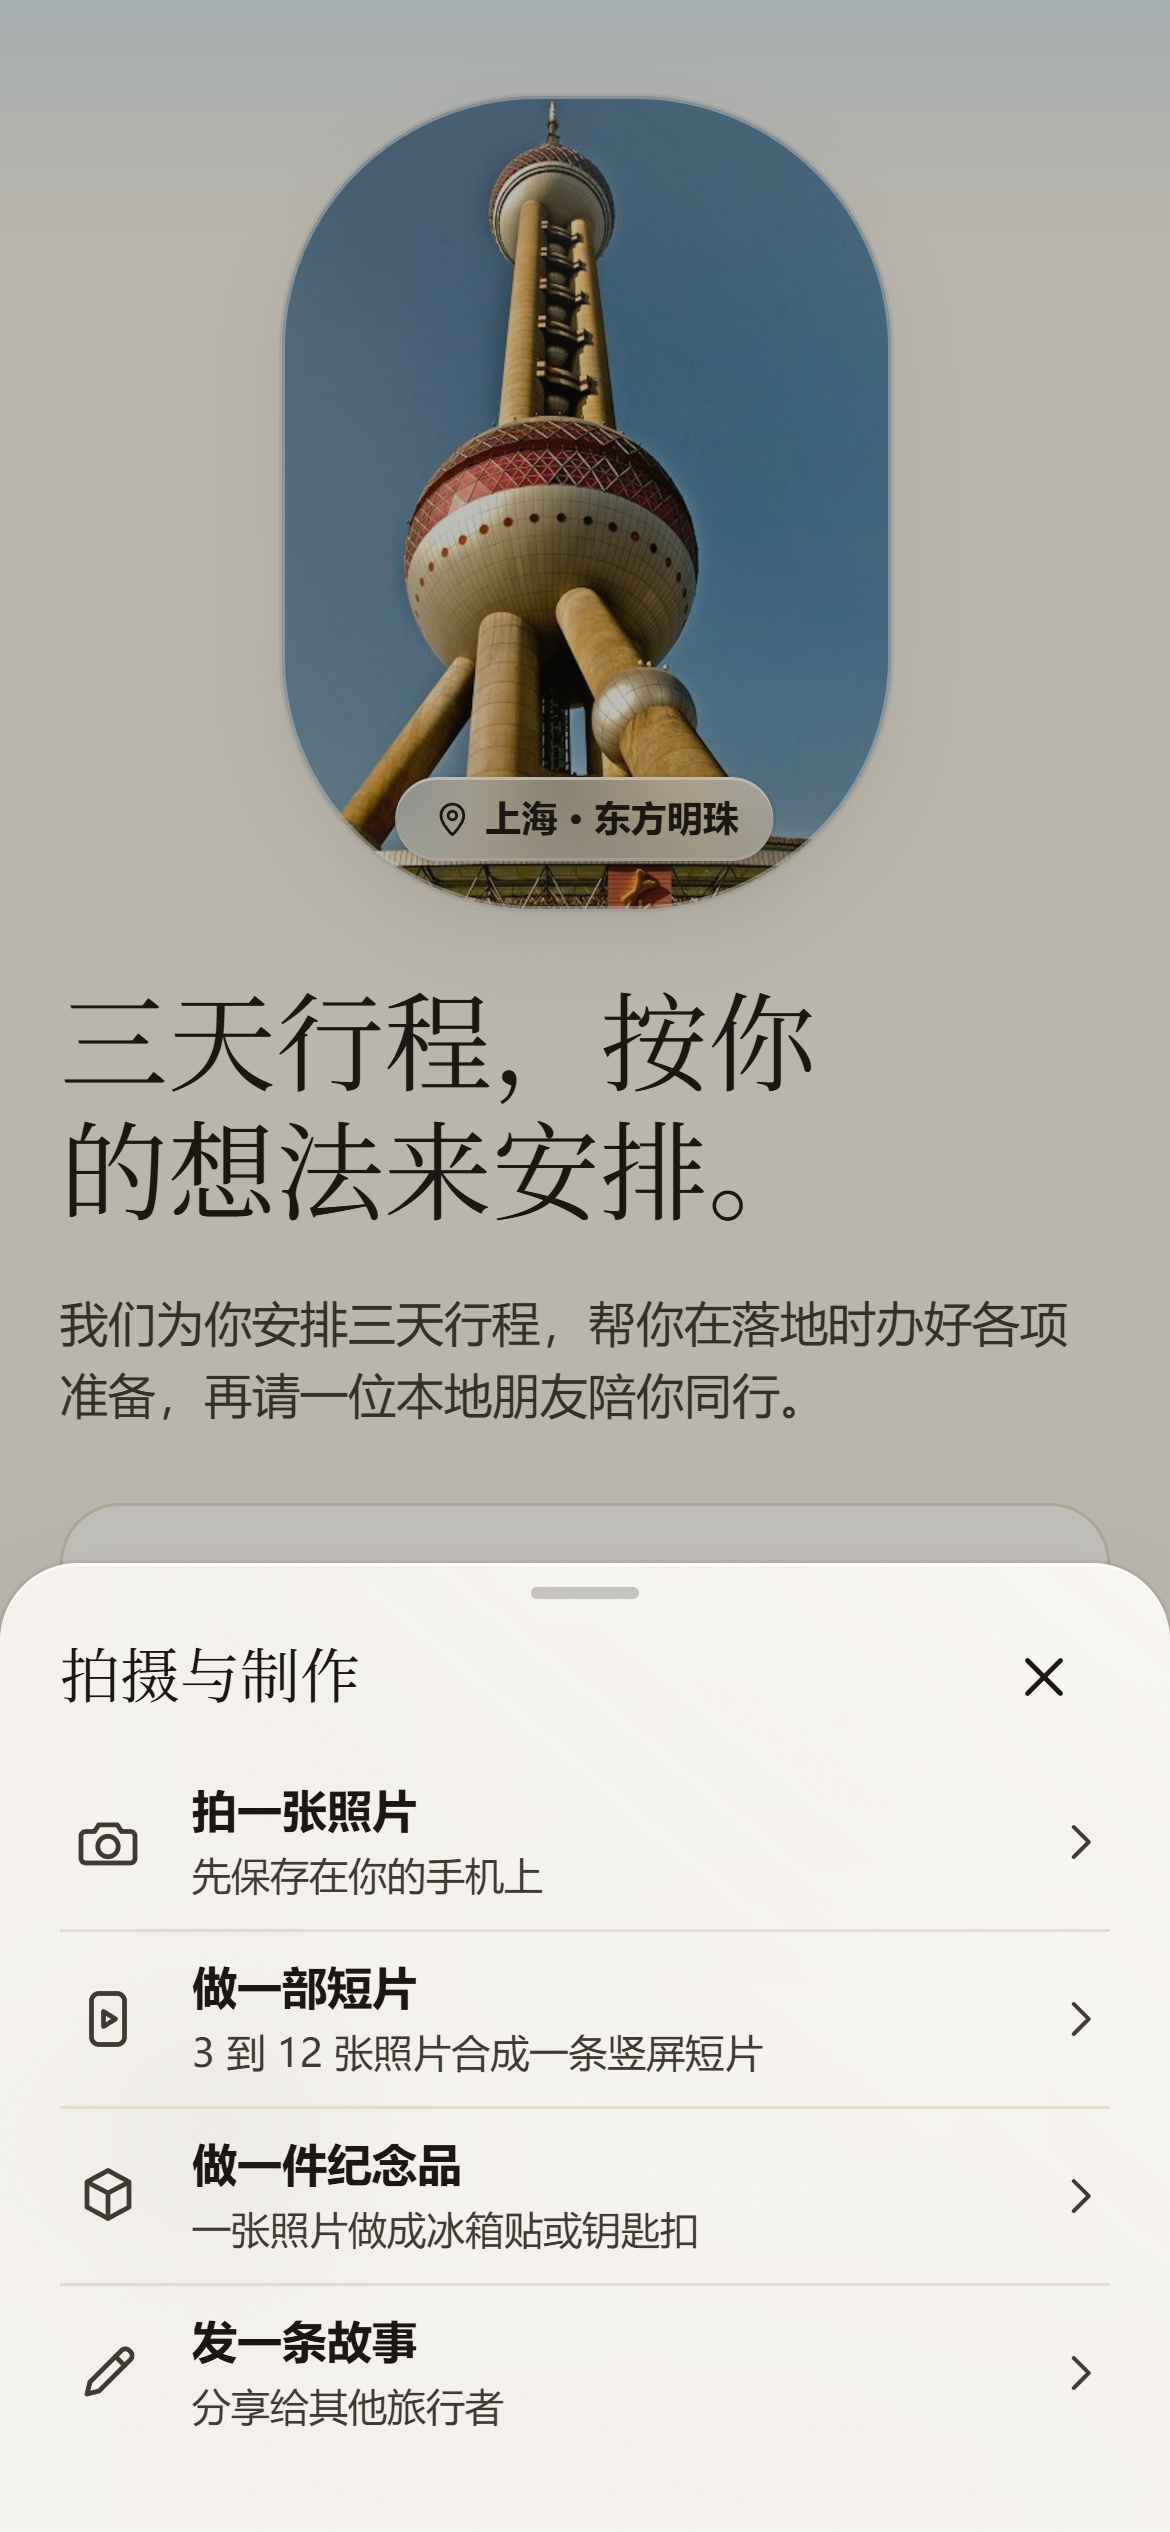 上海・东方明珠
三天行程，按你
的想法来安排。
我们为你安排三天行程，帮你在落地时办好各项
准备，再请一位本地朋友陪你同行。
拍摄与制作
拍一张照片
先保存在你的手机上
做一部短片
3 到 12 张照片合成一条竖屏短片
做一件纪念品
一张照片做成冰箱贴或钥匙扣
发一条故事
分享给其他旅行者